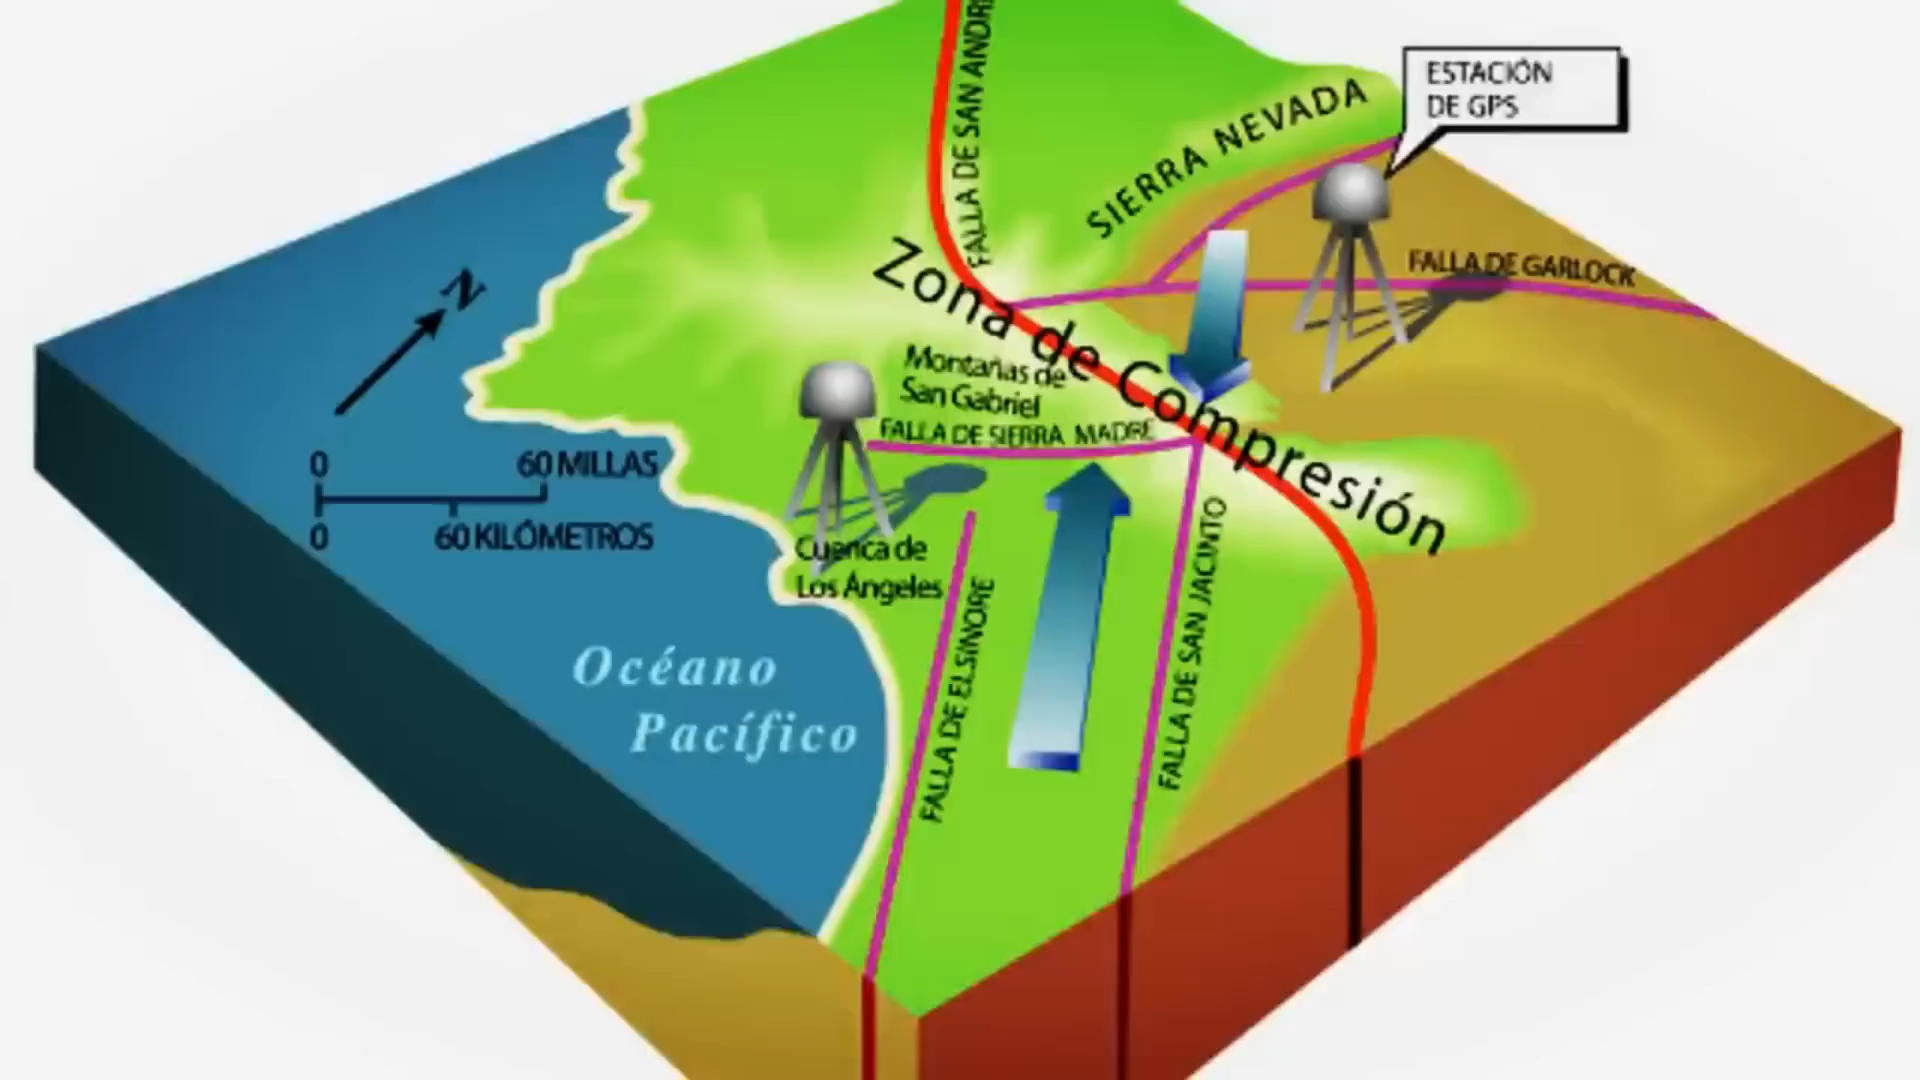 FALLA DE SAN ANDR
SIERRA NEVADA
ESTACIÓN
DE GPS
FALLA DE GARLOCK
Zona de Compresión
Montañas de
San Gabriel
FALLA DE SIERRA MADRE
N
0
60 MILLAS
0
60 KILÓMETROS
Cuenca de
Los Ángeles
FALLA DE ELSINORE
FALLA DE SAN JACINTO
Océano
Pacífico